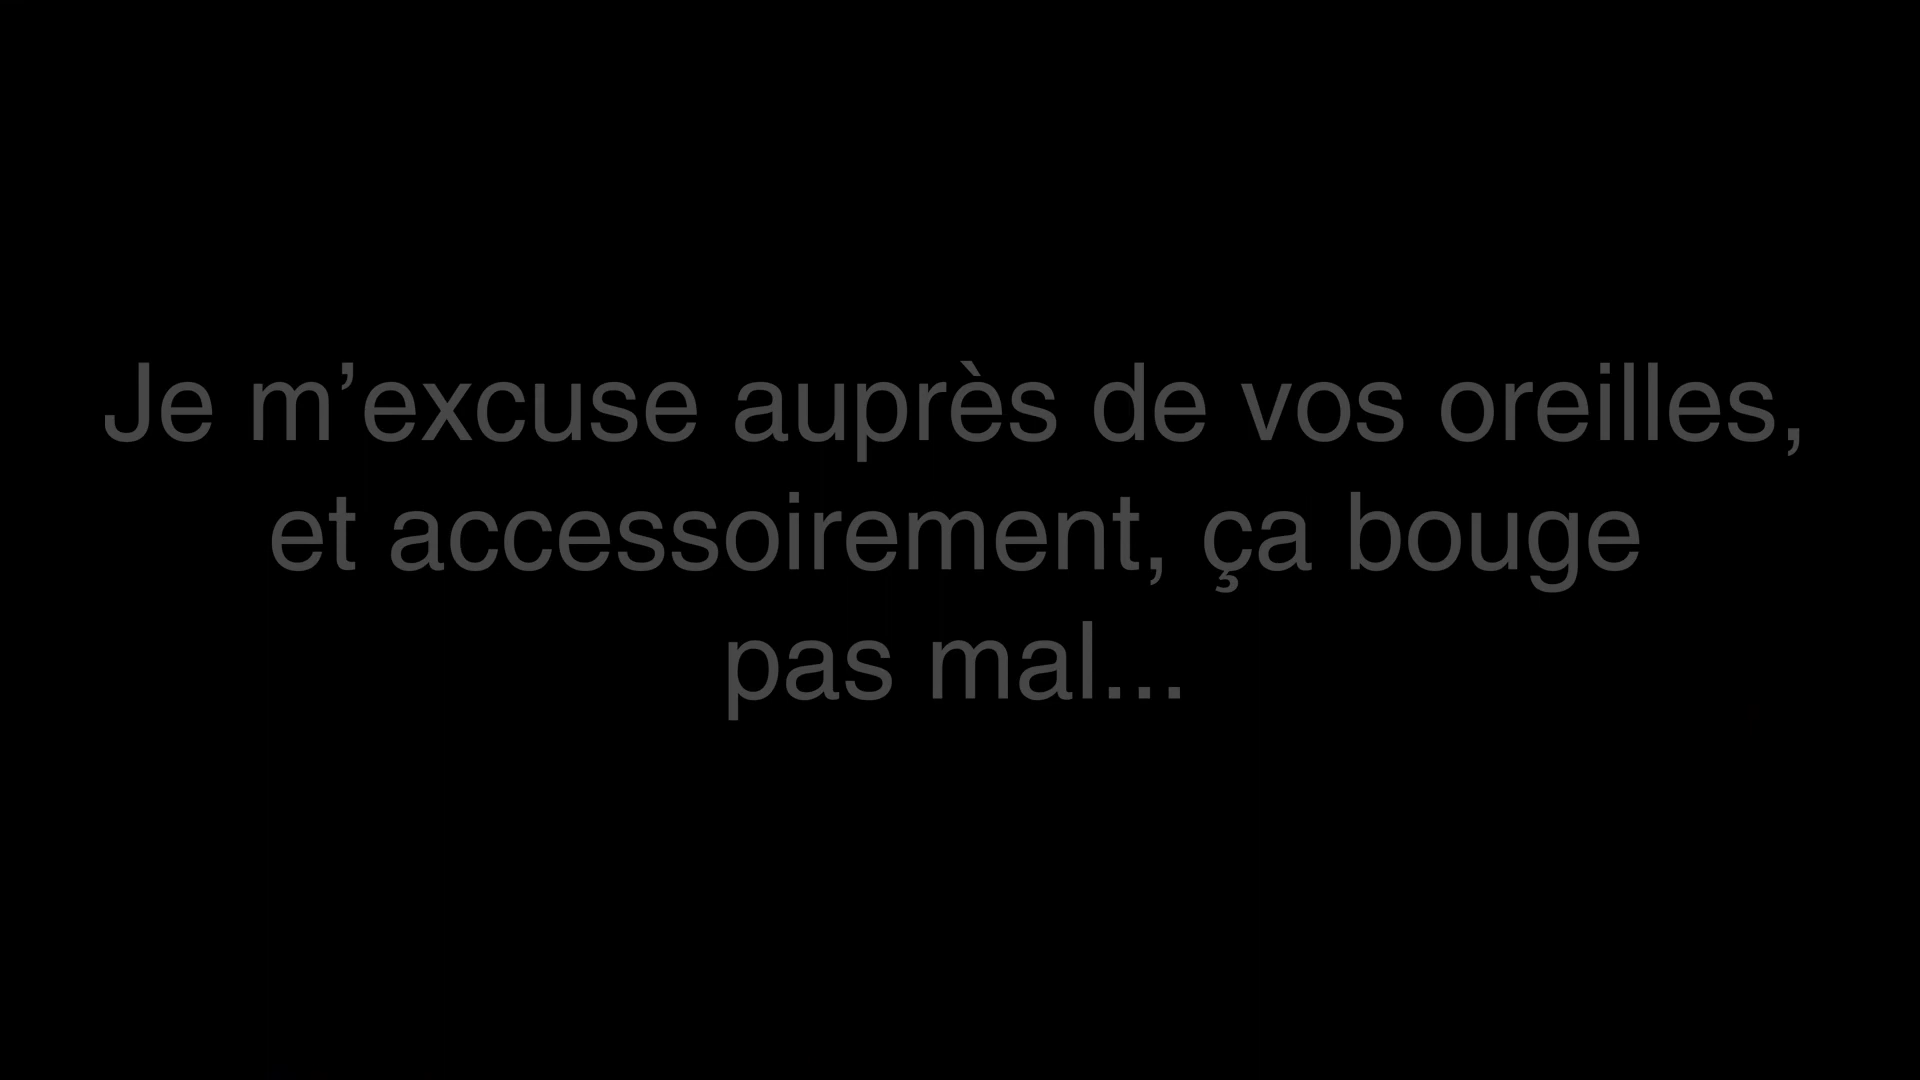 Je m’excuse auprès de vos oreilles,
et accessoirement, ça bouge
pas mal...